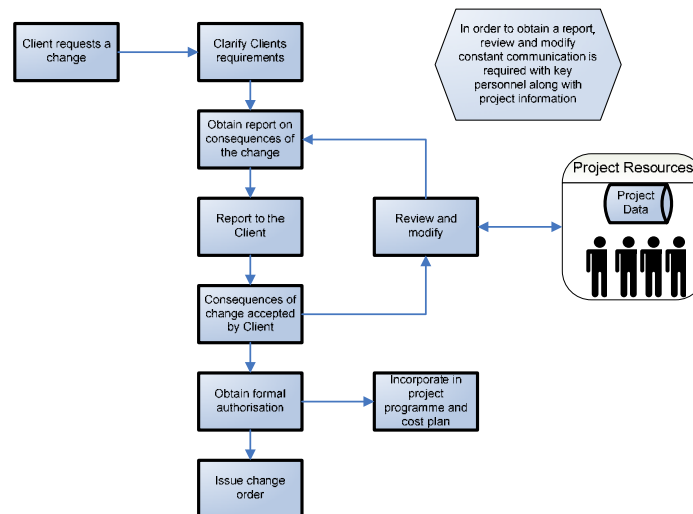 Client requests a
change
Clarify Clients
requirements
In order to obtain a report,
review and modify
constant communication is
required with key
personnel along with
project information
Obtain report on
consequences of
the change
Project Resources
Project
Data
Report to the
Client
Review and
modify
Consequences of
change accepted
by Client
Obtain formal
authorisation
Incorporate in
project
programme and
cost plan
Issue change
order